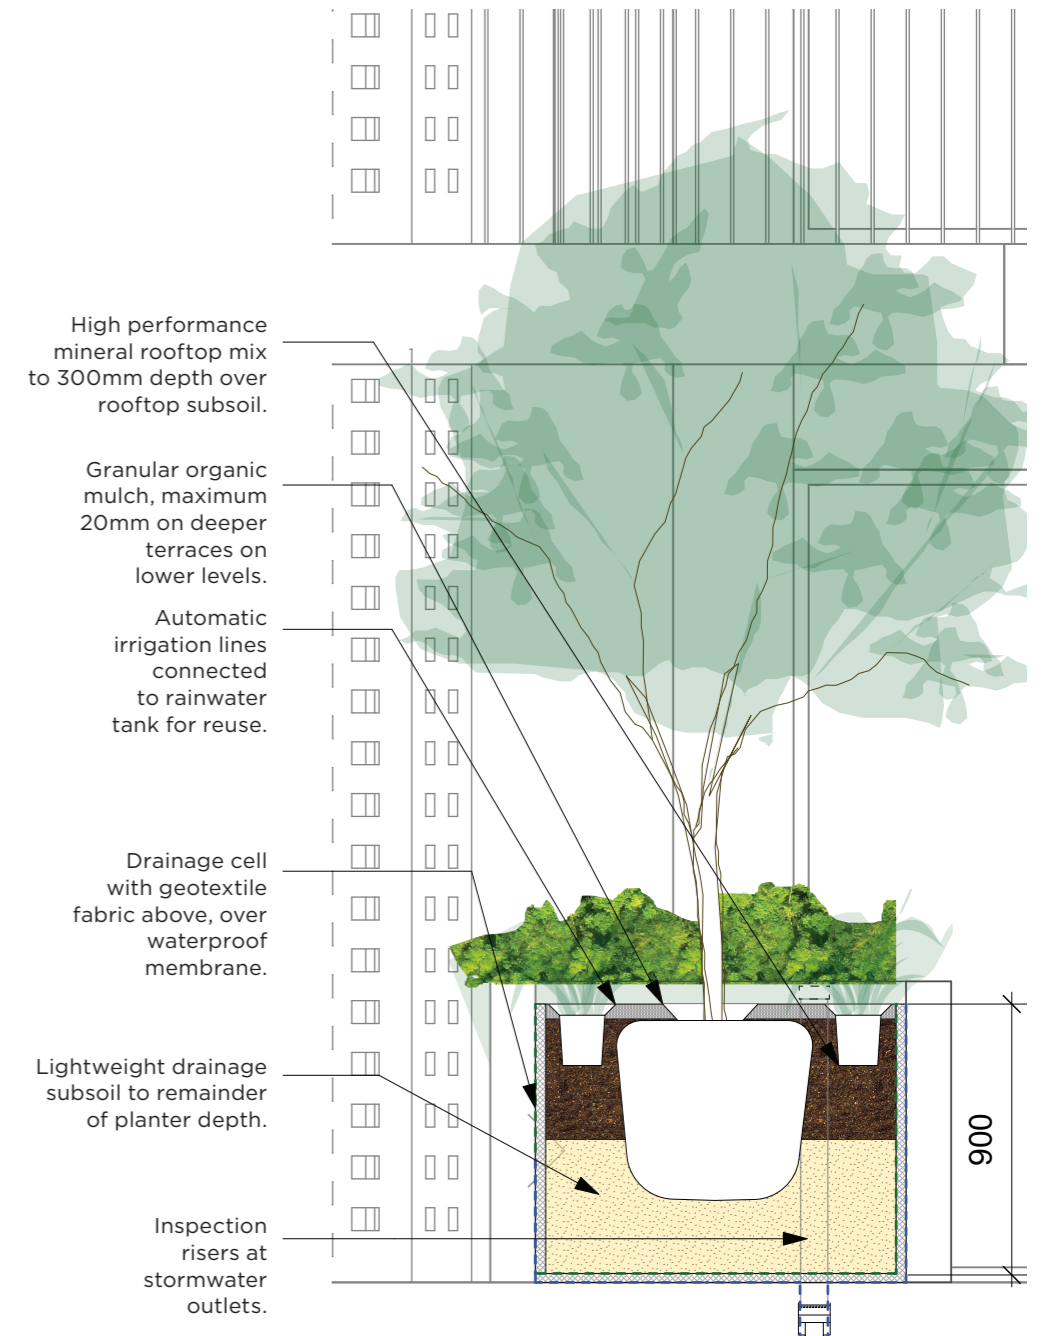 High performance
mineral rooftop mix
to 300mm depth over
rooftop subsoil.
Granular organic
mulch, maximum
20mm on deeper
terraces on
lower levels.
Automatic
irrigation lines
connected
to rainwater
tank for reuse.
Drainage cell
with geotextile
fabric above, over
waterproof
membrane.
Lightweight drainage
subsoil to remainder
of planter depth.
Inspection
risers at
stormwater
outlets.
900